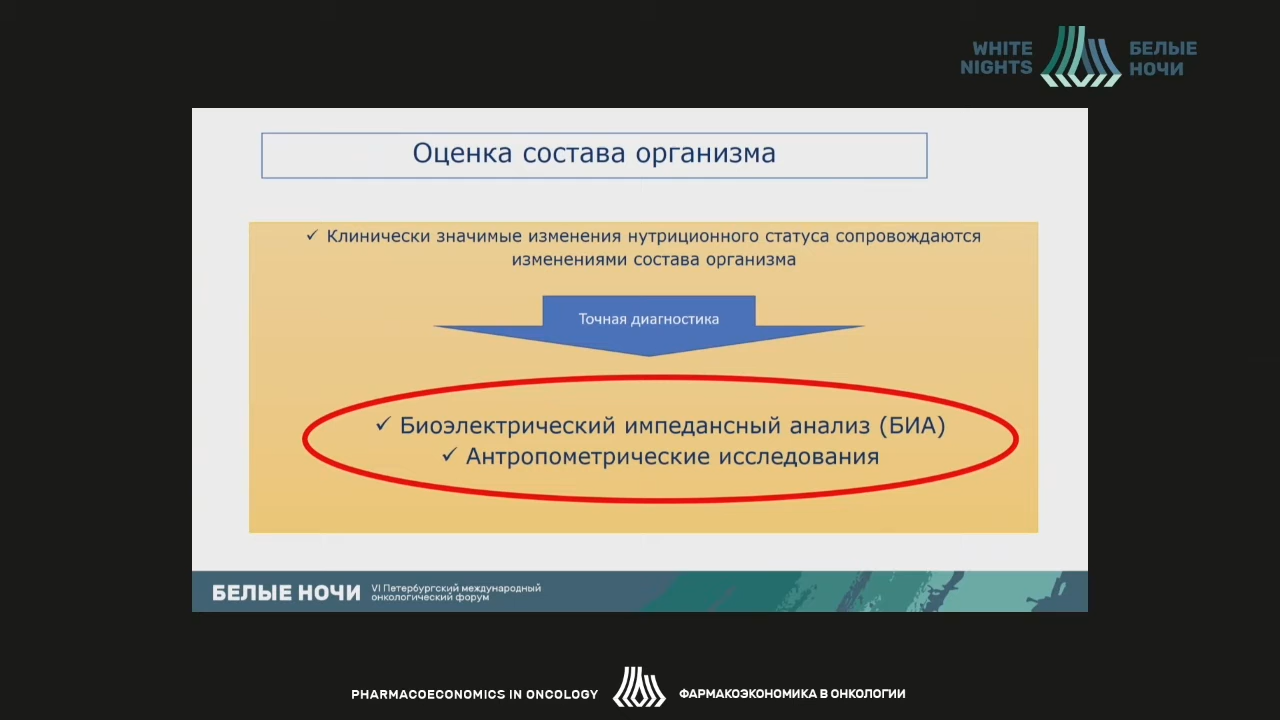 WHITE
NIGHTS
БЕЛЫЕ
НОЧИ
Оценка состава организма
✓ Клинически значимые изменения нутриционного статуса сопровождаются
изменениями состава организма
Точная диагностика
✓ Биоэлектрический импедансный анализ (БИА)
✓ Антропометрические исследования
БЕЛЫЕ НОЧИ
VI Петербургский международный
онкологический форум
PHARMACOECONOMICS IN ONCOLOGY
ФАРМАКОЭКОНОМИКА В ОНКОЛОГИИ